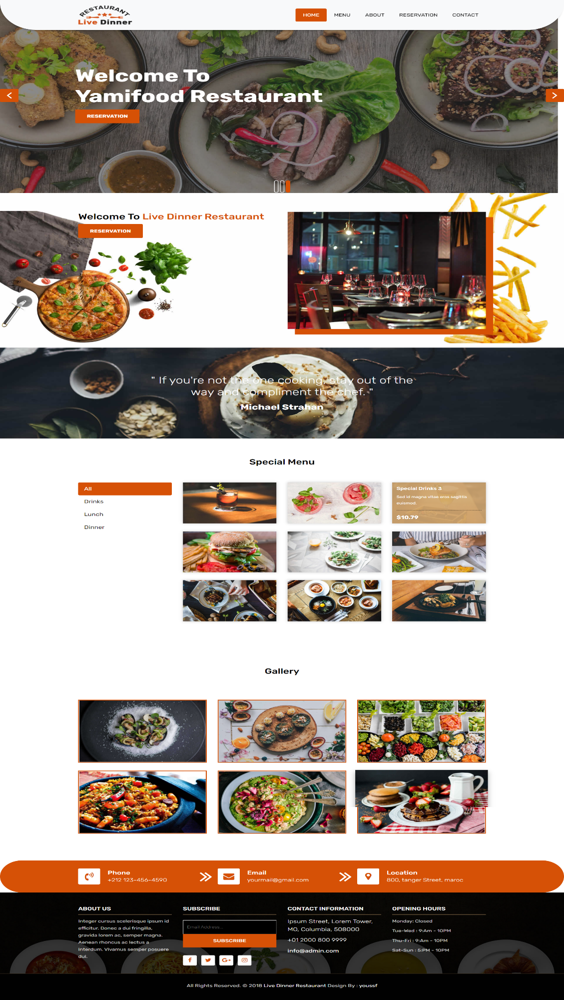 RESTAURANT
Live Dinner
HOME
MENU
ABOUT
RESERVATION
CONTACT
Welcome To
Yamifood Restaurant
RESERVATION
Welcome To Live Dinner Restaurant
RESERVATION
" If you're not the one cooking, stay out of the
way and compliment the chef. "
Michael Strahan
Special Menu
All
Drinks
Lunch
Dinner
Special Drinks 3
Sed id magna vitae eros sagittis
euismod.
$10.79
Gallery
Phone
+212 123-456-4590
Email
yourmail@gmail.com
Location
800, tanger Street, maroc
ABOUT US
Integer cursus scelerisque ipsum id
efficitur. Donec a dui fringilla,
gravida lorem ac, semper magna.
Aenean rhoncus ac lectus a
interdum. Vivamus semper posuere
dui.
SUBSCRIBE
Email Address...
SUBSCRIBE
CONTACT INFORMATION
Ipsum Street, Lorem Tower,
MO, Columbia, 508000
+01 2000 800 9999
info@admin.com
OPENING HOURS
Monday: Closed
Tue-Wed : 9:Am - 10PM
Thu-Fri : 9:Am - 10PM
Sat-Sun : 5:PM - 10PM
All Rights Reserved. © 2018 Live Dinner Restaurant Design By : youssf